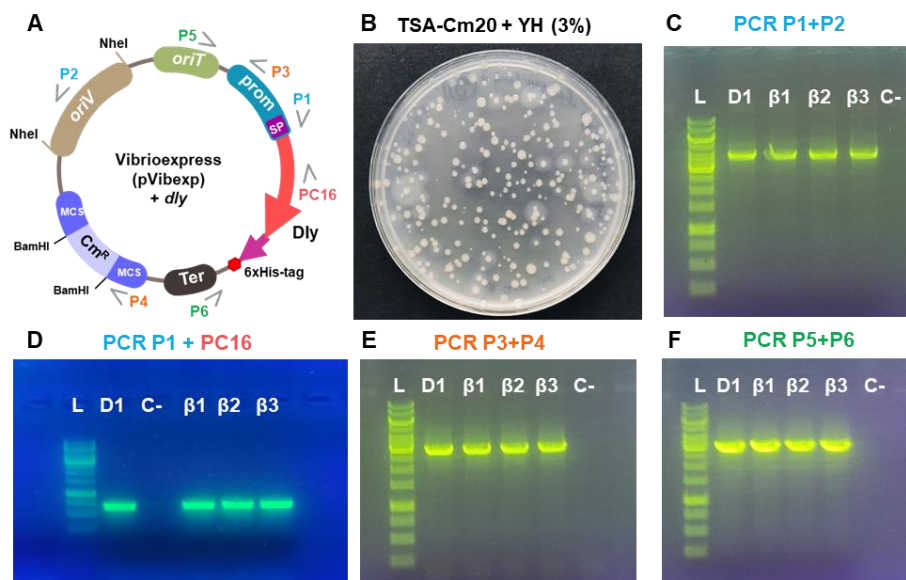 A
P5
NheI
oriT
P3
P2
prom
P1
oriV
SP
NheI
Vibrioexpress
(pVibexp)
+ dly
PC16
MCS
Dly
BamHI
CmR
6xHis-tag
MCS
Ter
BamHI
P4
P6
B
TSA-Cm20 + YH (3%)
C
PCR P1+P2
L D1 β1 β2 β3 C-
D
PCR P1 + PC16
L D1 C- β1 β2 β3
E
PCR P3+P4
L D1 β1 β2 β3 C-
F
PCR P5+P6
L D1 β1 β2 β3 C-